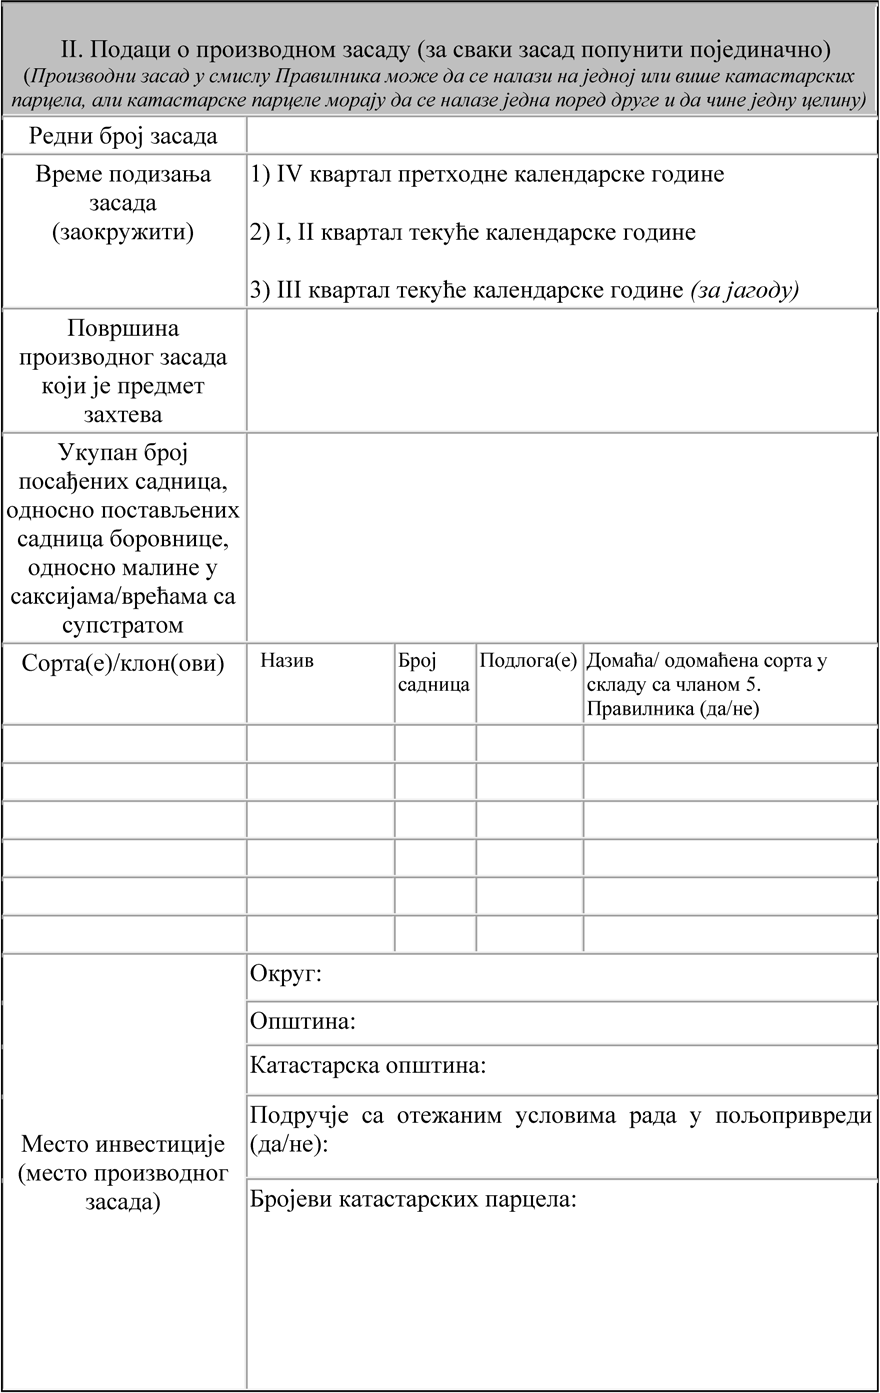 II. Подаци о производном засаду (за сваки засад попунити појединачно)
(Производни засад у смислу Правилника може да се налази на једној или више катастарских
парцела, али катастарске парцеле морају да се налазе једна поред друге и да чине једну целину)
Редни број засада
Време подизања
засада
(заокружити)
1) IV квартал претходне календарске године
2) I, II квартал текуће календарске године
3) III квартал текуће календарске године (за јагоду)
Површина
производног засада
који је предмет
захтева
Укупан број
посађених садница,
односно постављених
садница боровнице,
односно малине у
саксијама/врећама са
супстратом
Сорта(е)/клон(ови)
Назив
Број
садница
Подлога(е)
Домаћа/ одомаћена сорта у
складу са чланом 5.
Правилника (да/не)
Место инвестиције
(место производног
засада)
Округ:
Општина:
Катастарска општина:
Подручје са отежаним условима рада у пољопривреди
(да/не):
Бројеви катастарских парцела: